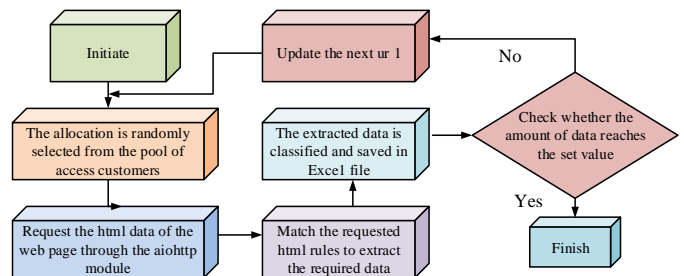 Initiate
Update the next ur 1
No
The allocation is randomly
selected from the pool of
access customers
The extracted data is
classified and saved in
Excel file
Check whether the
amount of data reaches
the set value
Yes
Request the html data of the
web page through the aiohttp
module
Match the requested
html rules to extract
the required data
Finish